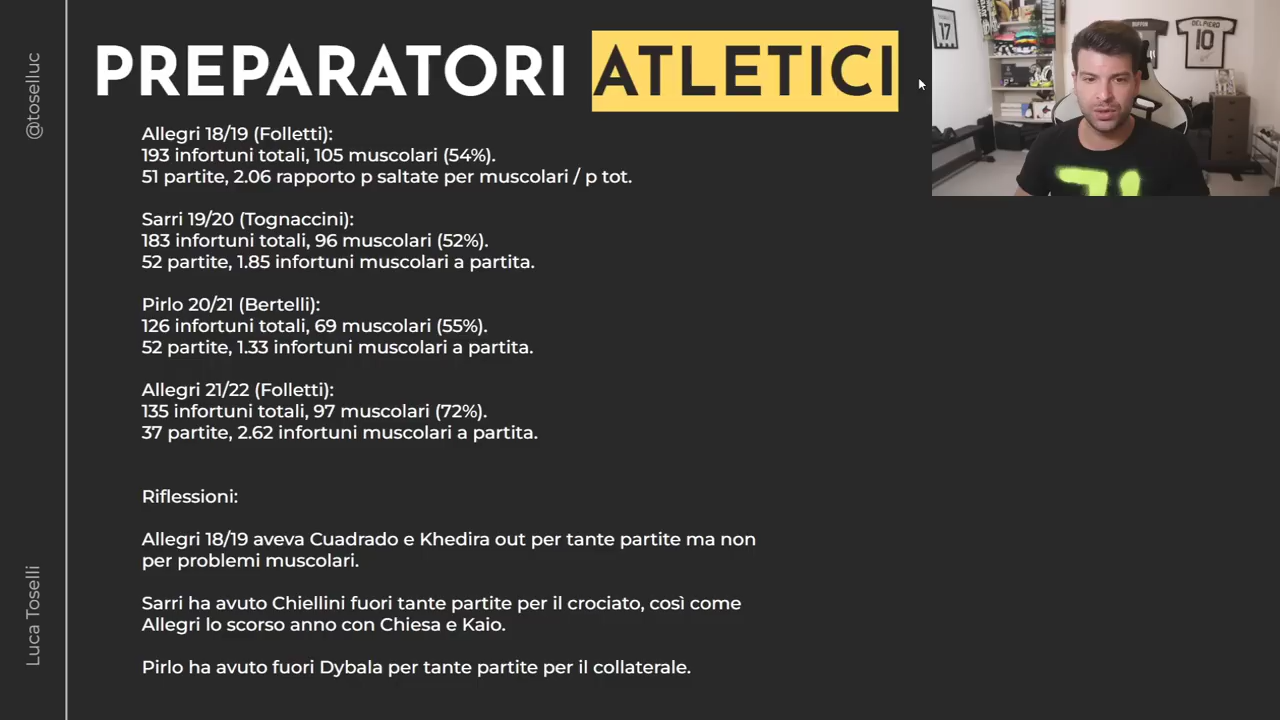 PREPARATORI ATLETICI
Allegri 18/19 (Folletti):
193 infortuni totali, 105 muscolari (54%).
51 partite, 2.06 rapporto p saltate per muscolari / p tot.
Sarri 19/20 (Tognaccini):
183 infortuni totali, 96 muscolari (52%).
52 partite, 1.85 infortuni muscolari a partita.
Pirlo 20/21 (Bertelli):
126 infortuni totali, 69 muscolari (55%).
52 partite, 1.33 infortuni muscolari a partita.
Allegri 21/22 (Folletti):
135 infortuni totali, 97 muscolari (72%).
37 partite, 2.62 infortuni muscolari a partita.
Riflessioni:
Allegri 18/19 aveva Cuadrado e Khedira out per tante partite ma non
per problemi muscolari.
Sarri ha avuto Chiellini fuori tante partite per il crociato, così come
Allegri lo scorso anno con Chiesa e Kaio.
Pirlo ha avuto fuori Dybala per tante partite per il collaterale.
@toselluc
Luca Toselli
17
BUFFON
DEL PIERO
10